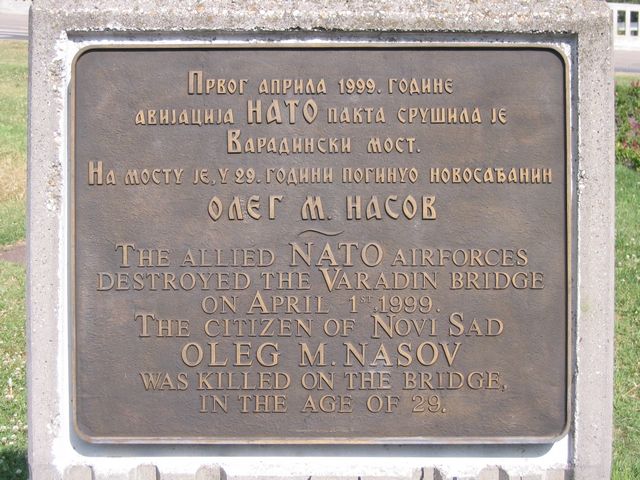 Првог априла 1999. године
авијација НАТО пакта срушила је
Варадински мост.
На мосту је, у 29. години погинуо новосађанин
ОЛЕГ М. НАСОВ
THE ALLIED NATO AIRFORCES
DESTROYED THE VARADIN BRIDGE
ON APRIL 1ST, 1999.
THE CITIZEN OF NOVI SAD
OLEG M. NASOV
WAS KILLED ON THE BRIDGE,
IN THE AGE OF 29.